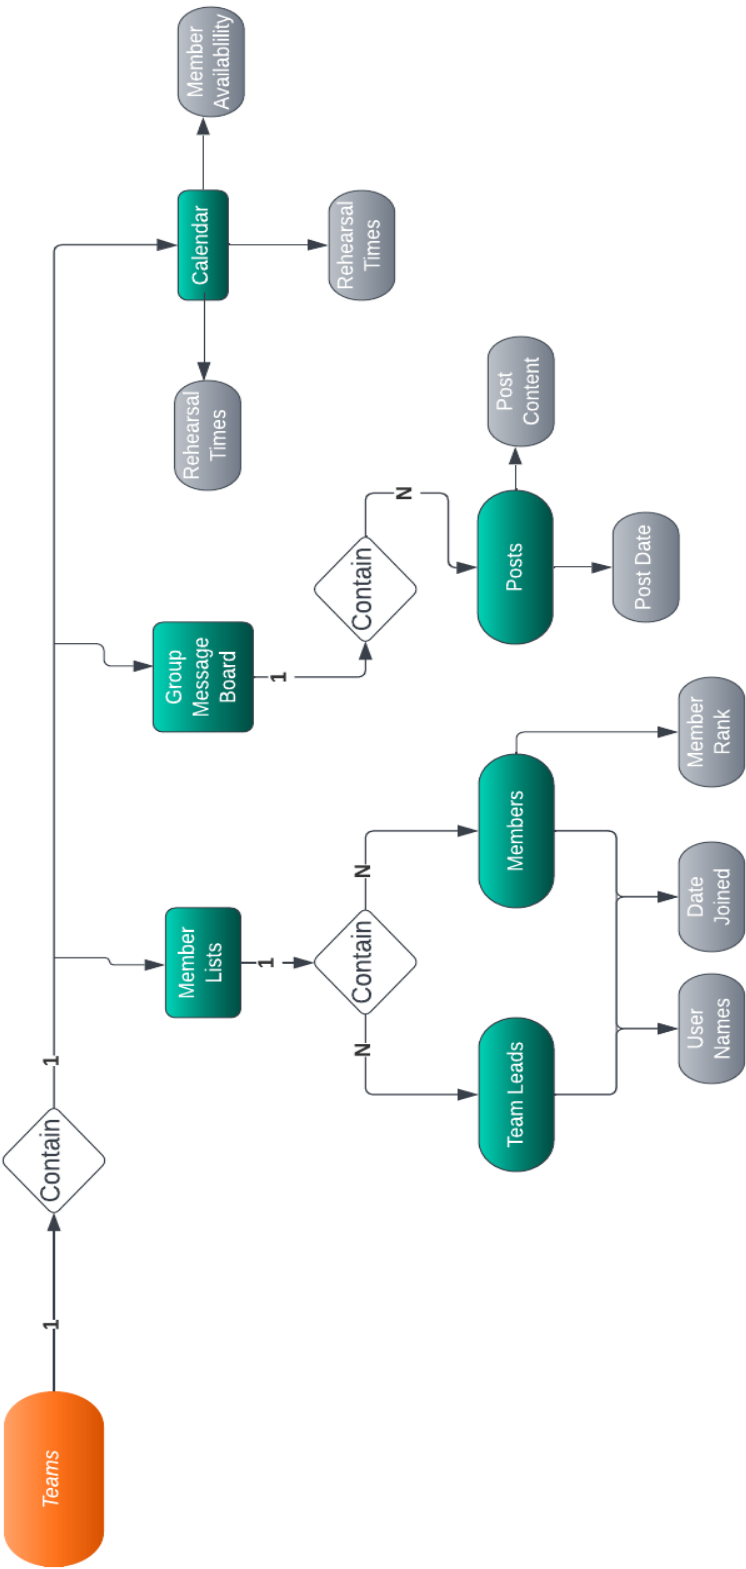 Teams
1
Contain
1
Member
Lists
Group
Message
Board
Rehearsal
Times
Calendar
Member
Availablility
1
1
Rehearsal
Times
N
Contain
N
Contain
N
Team Leads
Members
Posts
Post
Content
Post Date
User
Names
Date
Joined
Member
Rank